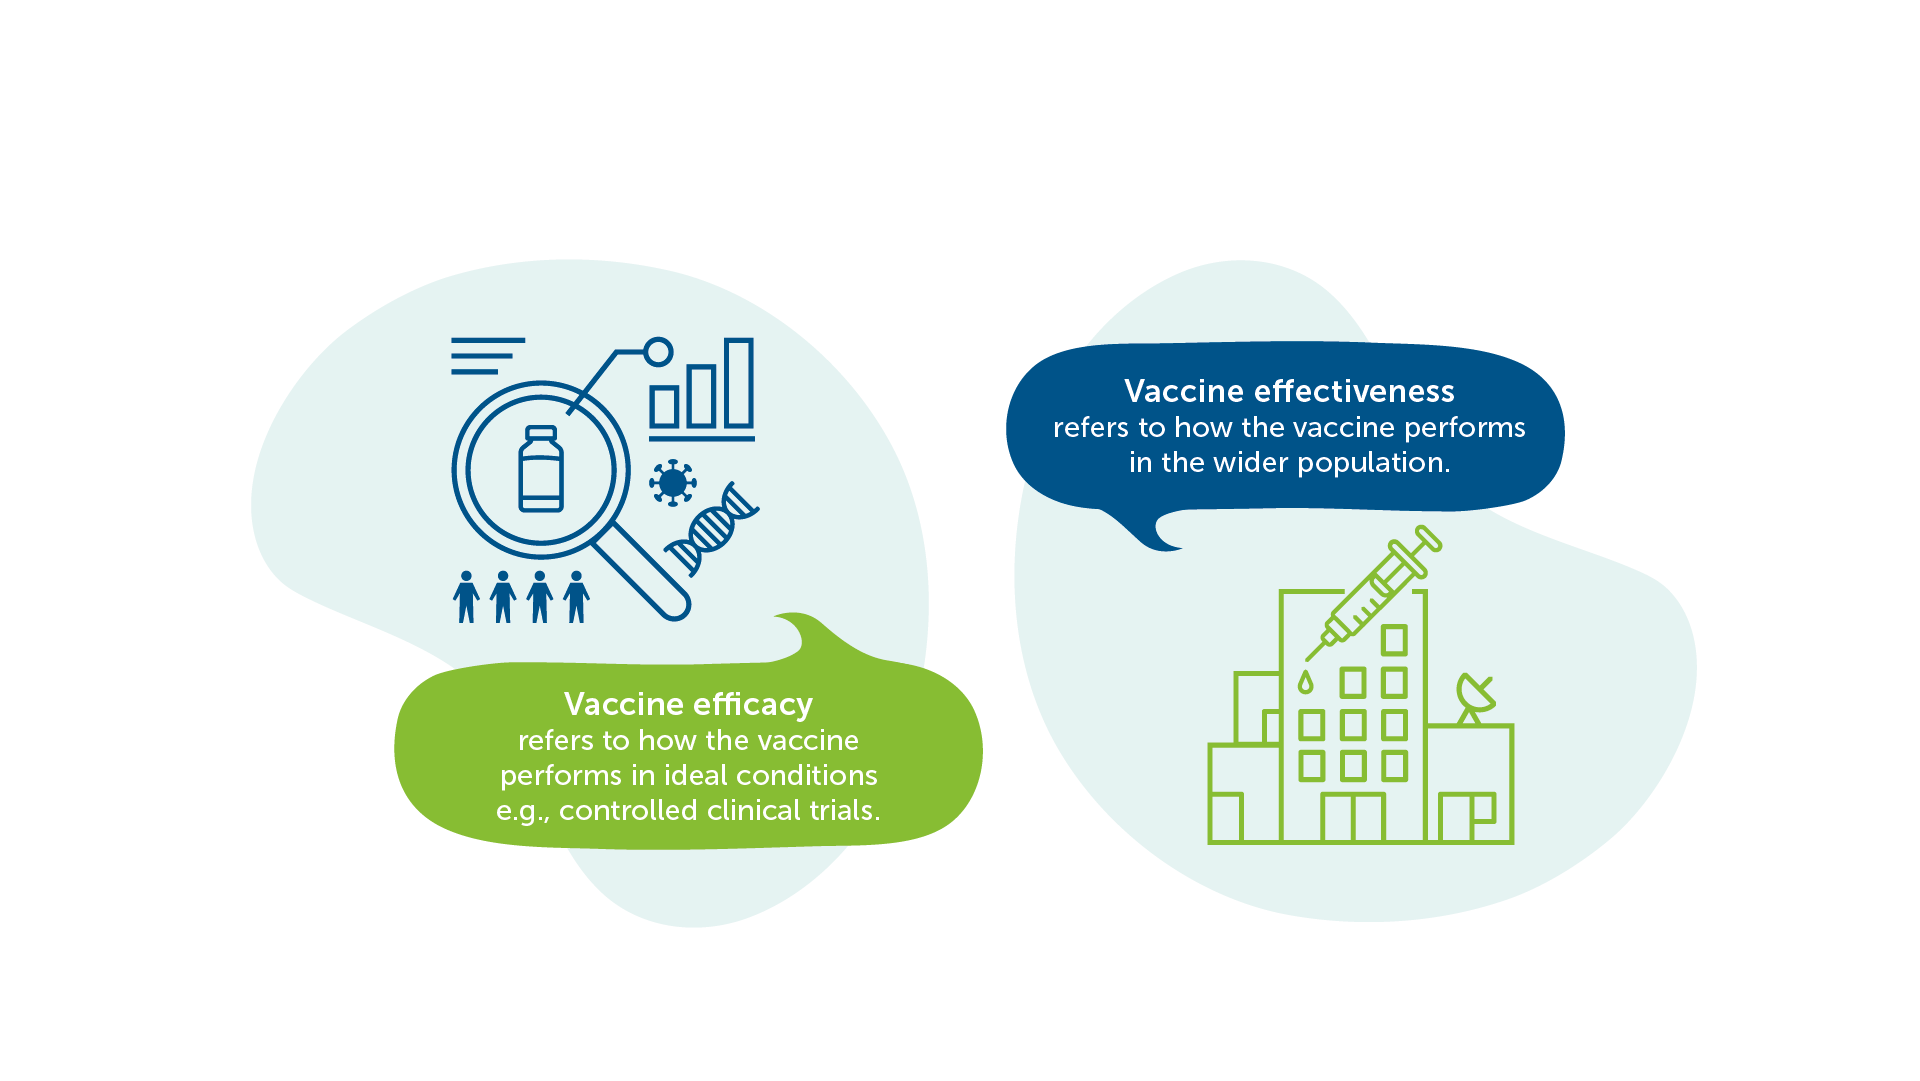 Vaccine efficacy
refers to how the vaccine
performs in ideal conditions
e.g., controlled clinical trials.
Vaccine effectiveness
refers to how the vaccine performs
in the wider population.